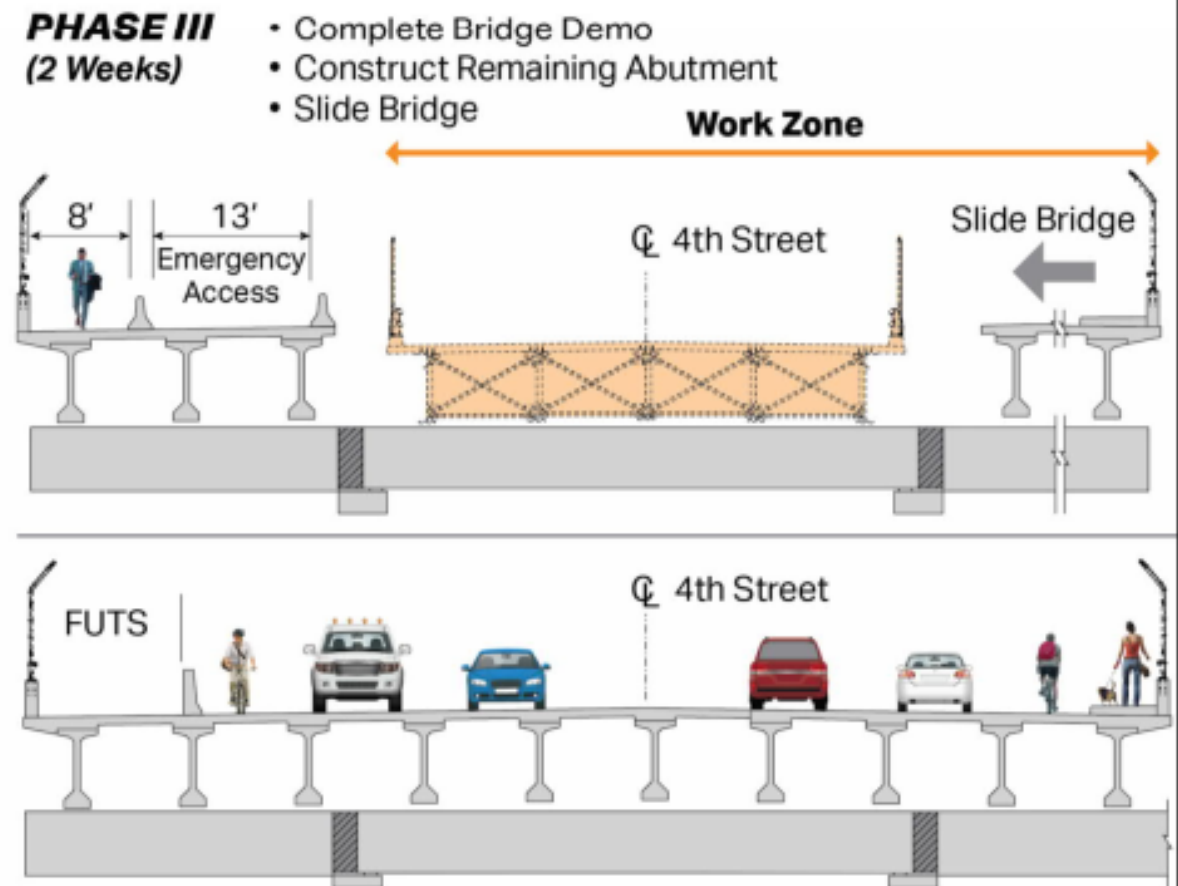 PHASE III
(2 Weeks)
• Complete Bridge Demo
• Construct Remaining Abutment
• Slide Bridge
Work Zone
8'
13'
Emergency
Access
℄ 4th Street
Slide Bridge
FUTS
℄ 4th Street